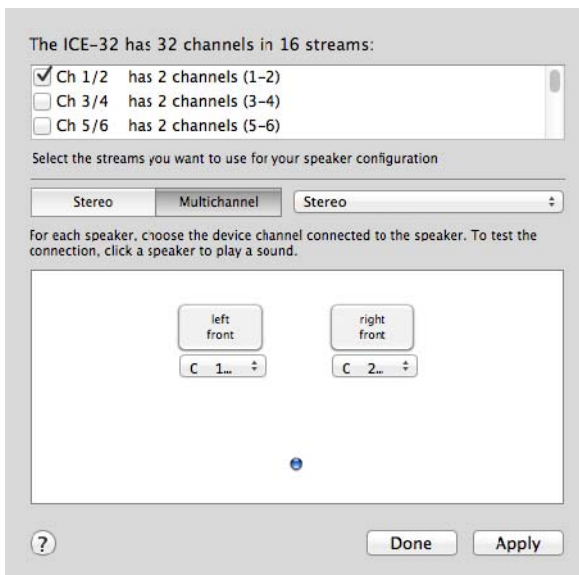 The ICE-32 has 32 channels in 16 streams:
Ch 1/2 has 2 channels (1-2)
Ch 3/4 has 2 channels (3-4)
Ch 5/6 has 2 channels (5-6)
Select the streams you want to use for your speaker configuration
Stereo Multichannel Stereo
For each speaker, choose the device channel connected to the speaker. To test the
connection, click a speaker to play a sound.
left right
front front
C 1... C 2...
? Done Apply